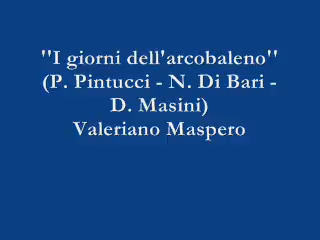 "I giorni dell'arcobaleno"
(P. Pintucci - N. Di Bari -
D. Masini)
Valeriano Maspero